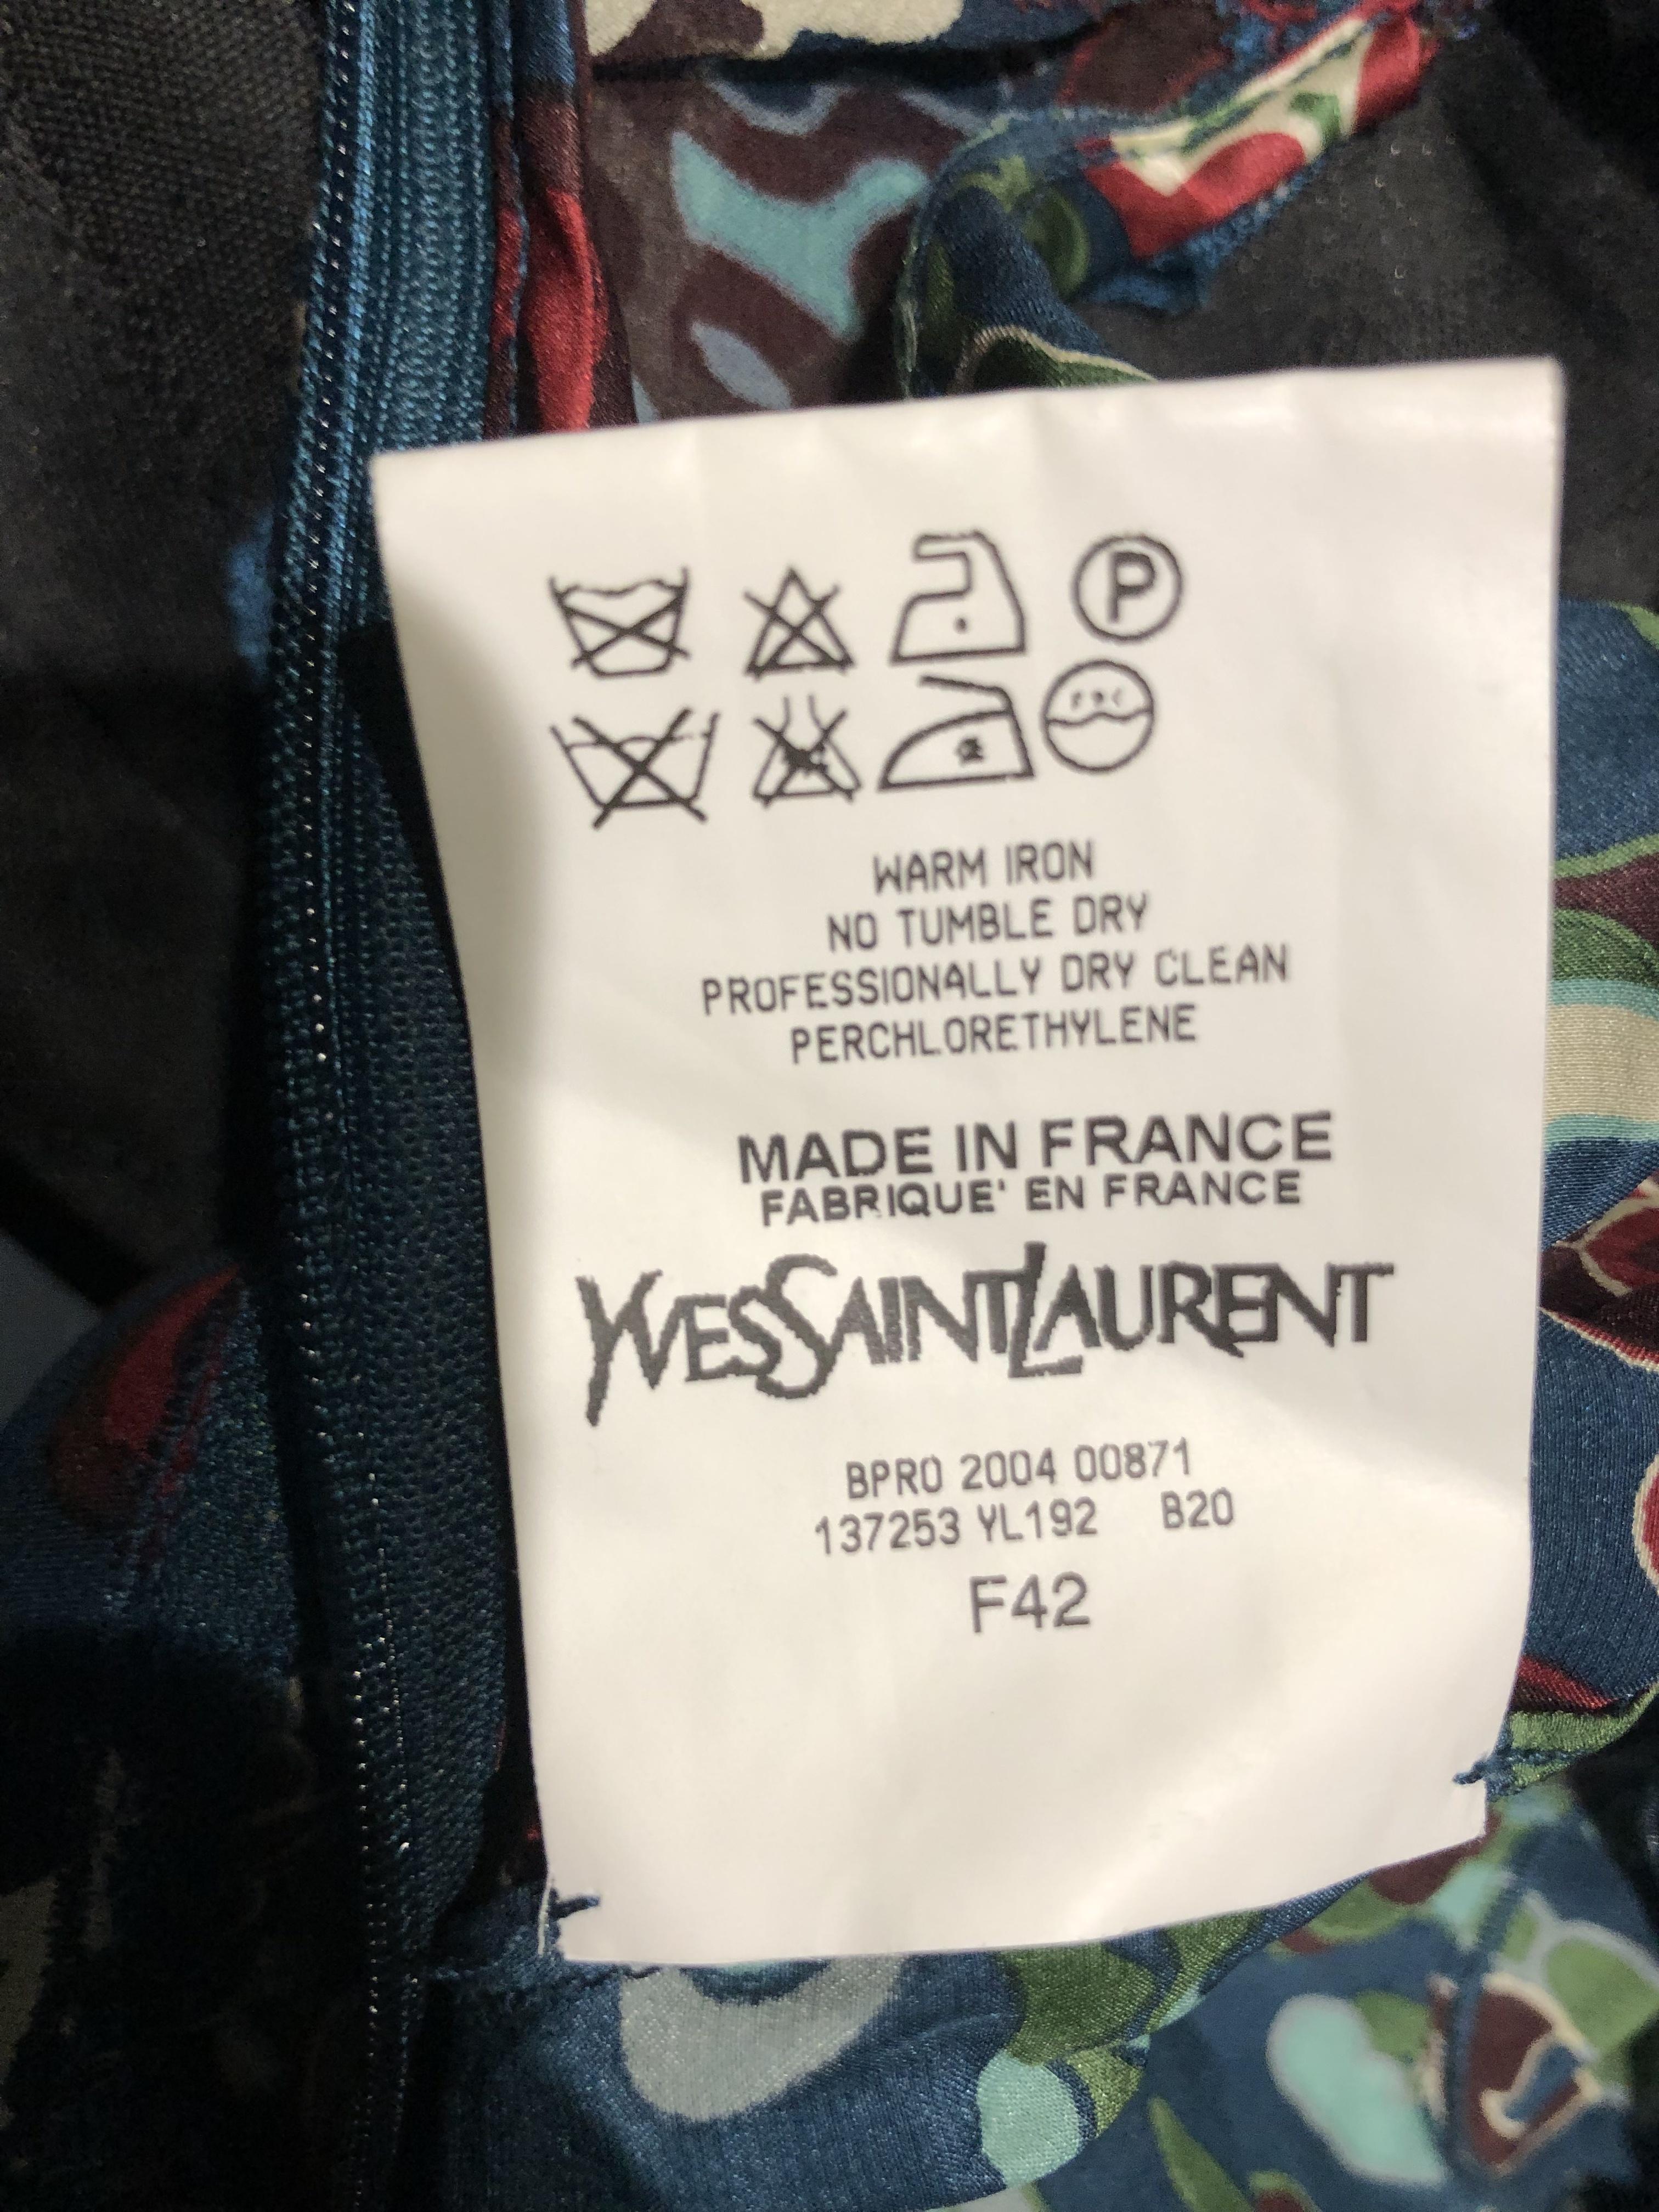 P
WARM IRON
NO TUMBLE DRY
PROFESSIONALLY DRY CLEAN
PERCHLORETHYLENE
MADE IN FRANCE
FABRIQUE' EN FRANCE
YVESSAINTLAURENT
BPRO 2004 00871
137253 YL192 B20
F42